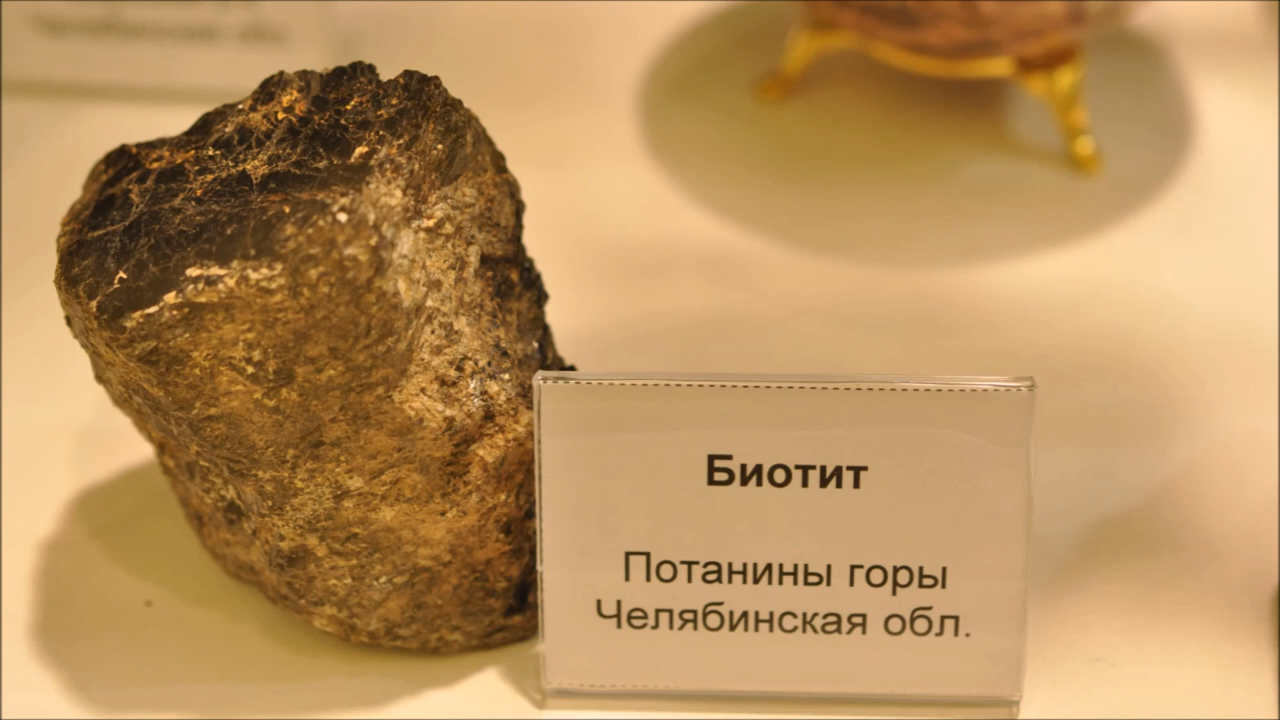 Биотит
Потанины горы
Челябинская обл.